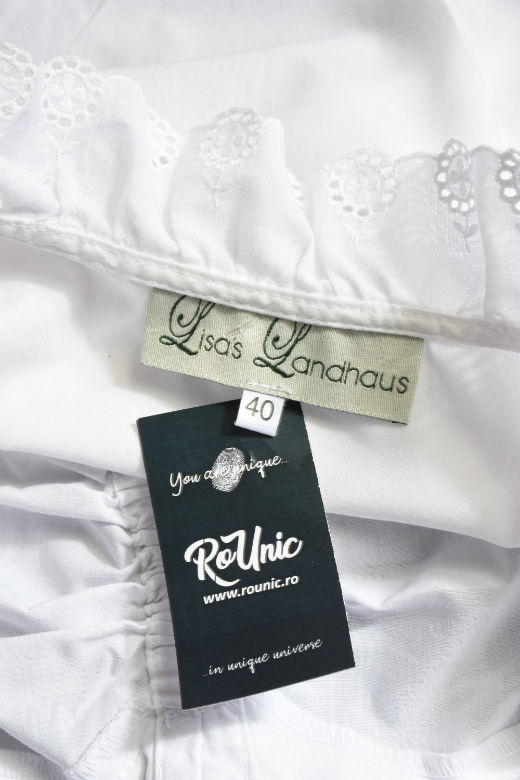 Lisa's Landhaus
40
You are unique...
RoUnic
www.rounic.ro
...in unique universe